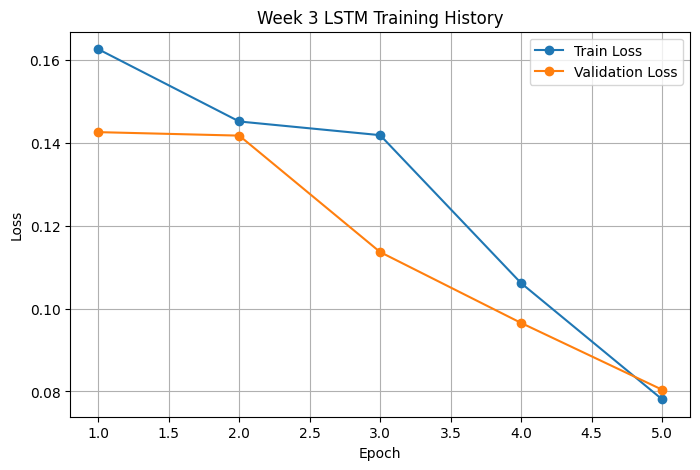 Week 3 LSTM Training History
Train Loss
Validation Loss
0.16
0.14
0.12
0.10
0.08
Loss
1.0 1.5 2.0 2.5 3.0 3.5 4.0 4.5 5.0
Epoch